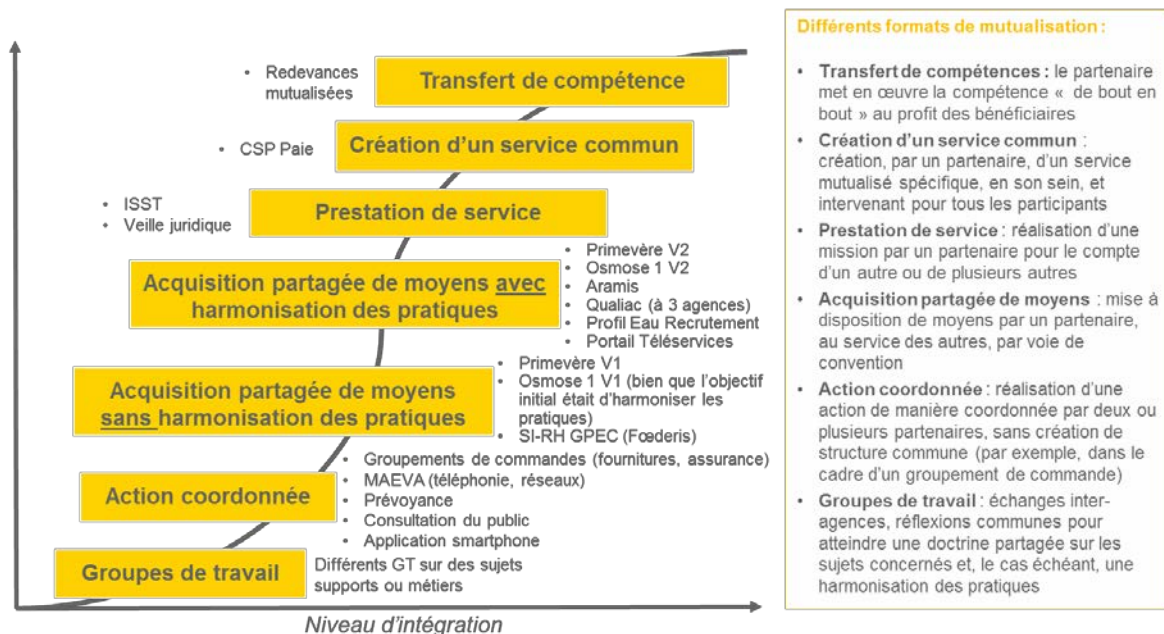 • Redevances
mutualisées
Transfert de compétence
• CSP Paie
Création d'un service commun
• ISST
• Veille juridique
Prestation de service
Acquisition partagée de moyens avec
harmonisation des pratiques
• Primevère V2
• Osmose 1 V2
• Aramis
• Qualiac (à 3 agences)
• Profil Eau Recrutement
• Portail Téléservices
Acquisition partagée de moyens
sans harmonisation des pratiques
• Primevère V1
• Osmose 1 V1 (bien que l'objectif
initial était d'harmoniser les
pratiques)
• SI-RH GPEC (Fœderis)
Action coordonnée
• Groupements de commandes (fournitures, assurance)
• MAEVA (téléphonie, réseaux)
• Prévoyance
• Consultation du public
• Application smartphone
Groupes de travail
Différents GT sur des sujets
supports ou métiers
Niveau d'intégration
Différents formats de mutualisation :
• Transfert de compétences : le partenaire
met en œuvre la compétence « de bout en
bout » au profit des bénéficiaires
• Création d'un service commun :
création, par un partenaire, d'un service
mutualisé spécifique, en son sein, et
intervenant pour tous les participants
• Prestation de service : réalisation d'une
mission par un partenaire pour le compte
d'un autre ou de plusieurs autres
• Acquisition partagée de moyens : mise à
disposition de moyens par un partenaire,
au service des autres, par voie de
convention
• Action coordonnée : réalisation d'une
action de manière coordonnée par deux ou
plusieurs partenaires, sans création de
structure commune (par exemple, dans le
cadre d'un groupement de commande)
• Groupes de travail : échanges inter-
agences, réflexions communes pour
atteindre une doctrine partagée sur les
sujets concernés et, le cas échéant, une
harmonisation des pratiques